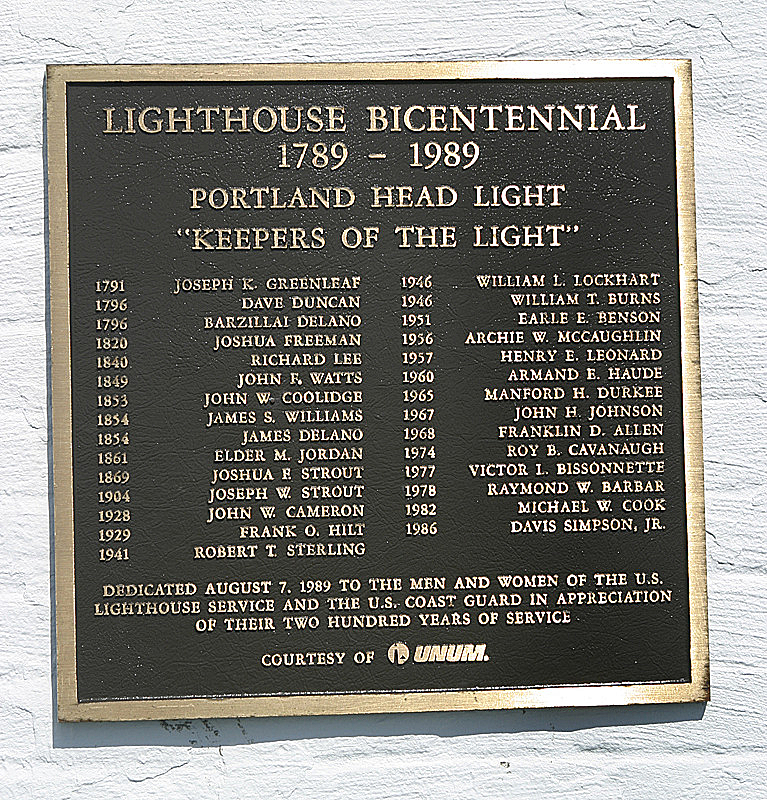 LIGHTHOUSE BICENTENNIAL
1789 – 1989
PORTLAND HEAD LIGHT
"KEEPERS OF THE LIGHT"
1791 JOSEPH K. GREENLEAF
1796 DAVE DUNCAN
1796 BARZILLAI DELANO
1820 JOSHUA FREEMAN
1840 RICHARD LEE
1849 JOHN F. WATTS
1853 JOHN W. COOLIDGE
1854 JAMES S. WILLIAMS
1854 JAMES DELANO
1861 ELDER M. JORDAN
1869 JOSHUA F. STROUT
1904 JOSEPH W. STROUT
1928 JOHN W. CAMERON
1929 FRANK O. HILT
1941 ROBERT T. STERLING
1946 WILLIAM L. LOCKHART
1946 WILLIAM T. BURNS
1951 EARLE E. BENSON
1956 ARCHIE W. MCCAUGHLIN
1957 HENRY E. LEONARD
1960 ARMAND E. HAUDE
1965 MANFORD H. DURKEE
1967 JOHN H. JOHNSON
1968 FRANKLIN D. ALLEN
1974 ROY B. CAVANAUGH
1977 VICTOR L. BISSONNETTE
1978 RAYMOND W. BARBAR
1982 MICHAEL W. COOK
1986 DAVIS SIMPSON, JR.
DEDICATED AUGUST 7, 1989 TO THE MEN AND WOMEN OF THE U.S.
LIGHTHOUSE SERVICE AND THE U.S. COAST GUARD IN APPRECIATION
OF THEIR TWO HUNDRED YEARS OF SERVICE
COURTESY OF UNUM.